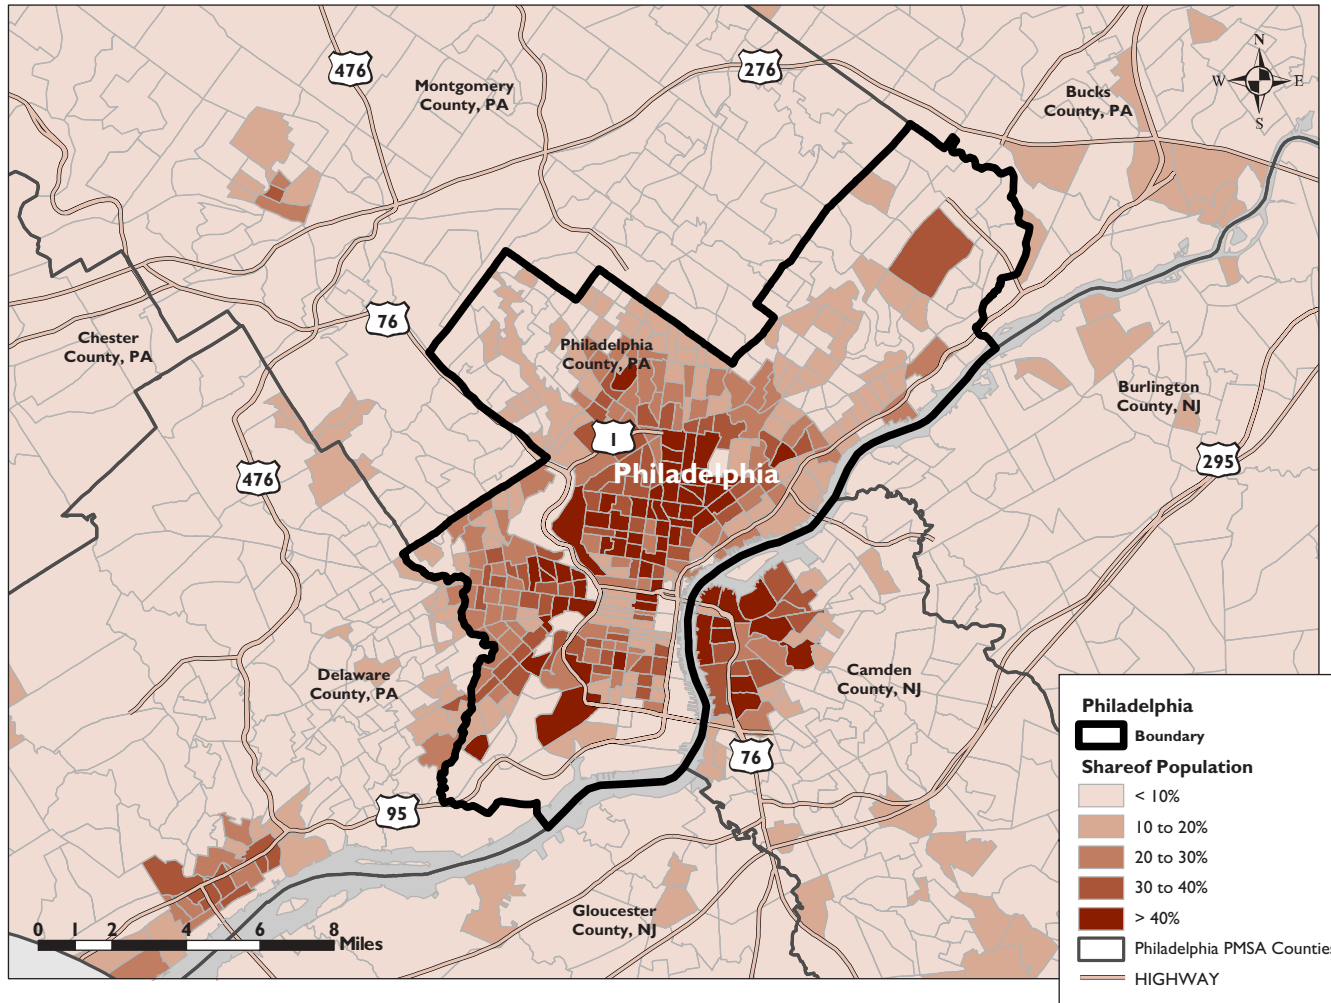 476
Montgomery
County, PA
276
Bucks
County, PA
N
W
E
S
76
Chester
County, PA
Philadelphia
County, PA
Burlington
County, NJ
1
295
476
Philadelphia
Delaware
County, PA
Camden
County, NJ
76
95
Gloucester
County, NJ
0 1 2 4 6 8
Miles
Philadelphia
Boundary
Shareof Population
< 10%
10 to 20%
20 to 30%
30 to 40%
> 40%
Philadelphia PMSA Counties
HIGHWAY